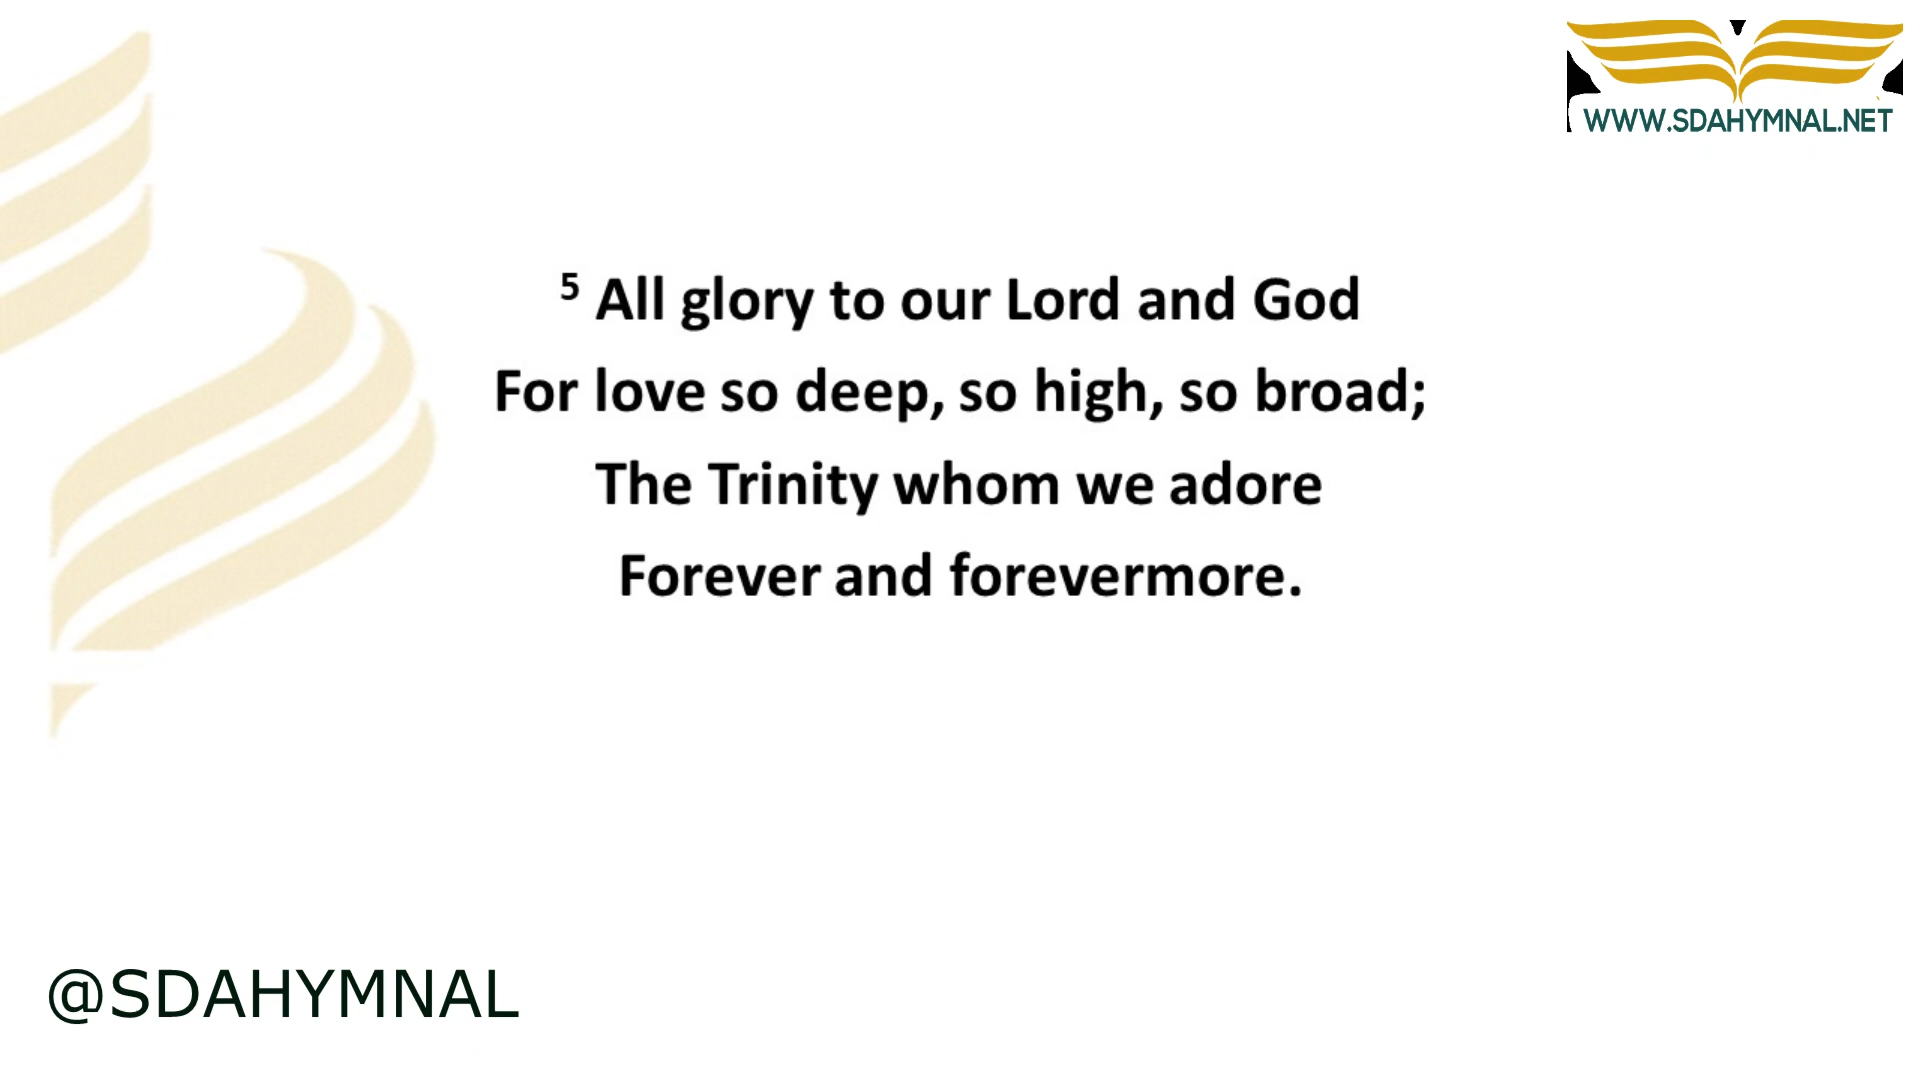 WWW.SDAHYMNAL.NET
5 All glory to our Lord and God
For love so deep, so high, so broad;
The Trinity whom we adore
Forever and forevermore.
@SDAHYMNAL